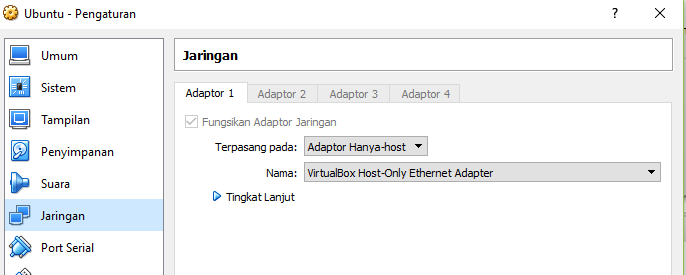 Ubuntu - Pengaturan
?
Umum
Sistem
Tampilan
Penyimpanan
Suara
Jaringan
Port Serial
Jaringan
Adaptor 1 Adaptor 2 Adaptor 3 Adaptor 4
Fungsikan Adaptor Jaringan
Terpasang pada: Adaptor Hanya-host
Nama: VirtualBox Host-Only Ethernet Adapter
Tingkat Lanjut